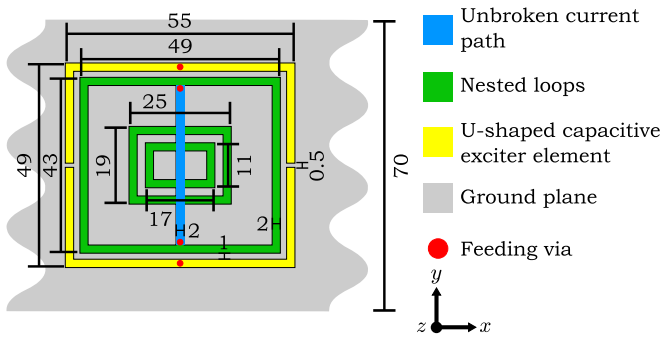 55
49
25
49
43
19
11
0.5
17
2
2
1
70
Unbroken current
path
Nested loops
U-shaped capacitive
exciter element
Ground plane
Feeding via
y
z
x